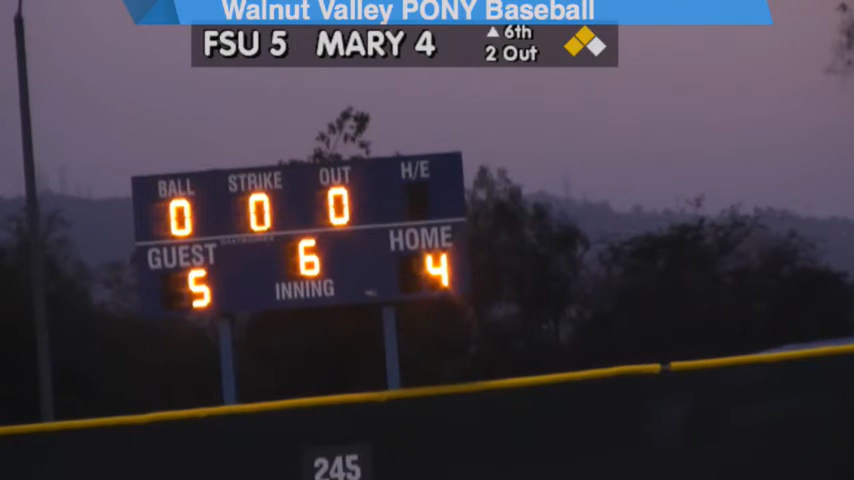 Walnut Valley PONY Baseball
FSU 5 MARY 4 ▲ 6th
2 Out
BALL STRIKE OUT H/E
0 0 0
GUEST 6 HOME
5 INNING 4
245